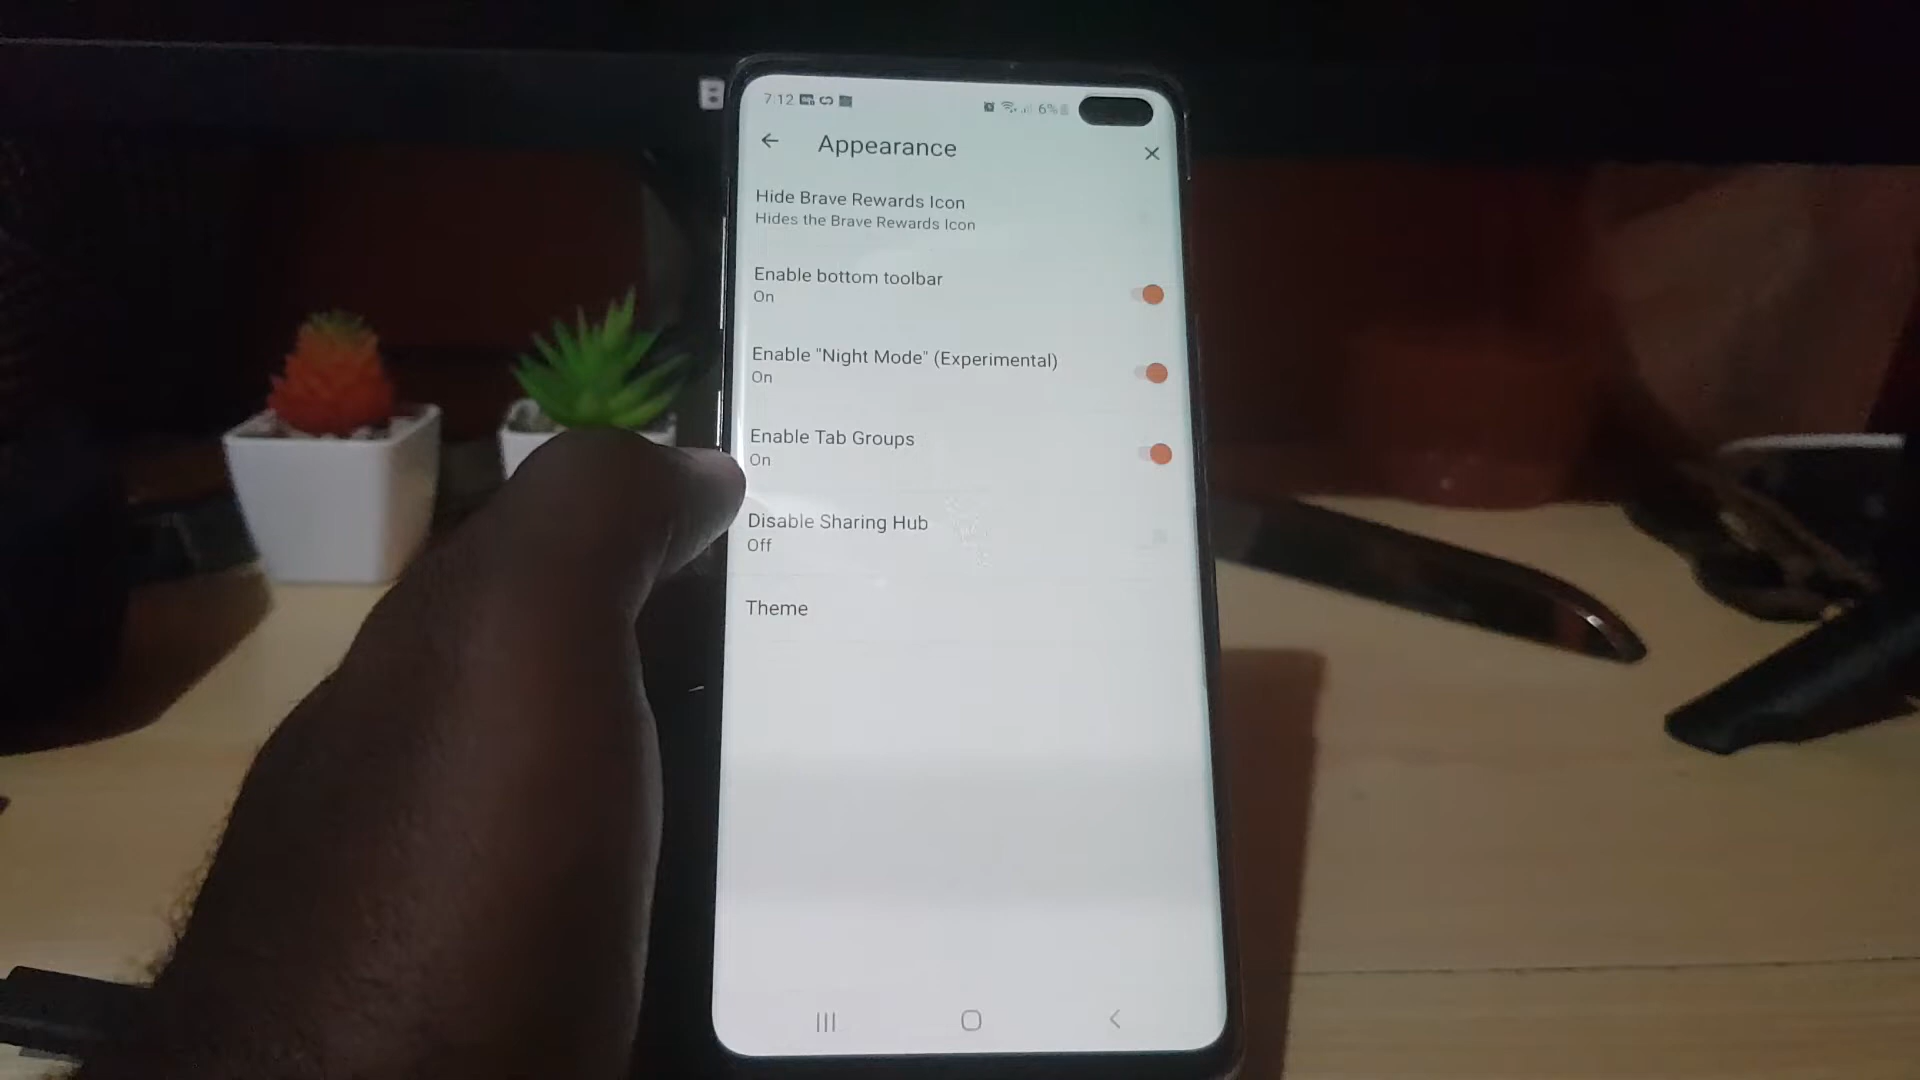 7:12
6%
Appearance
Hide Brave Rewards Icon
Hides the Brave Rewards Icon
Enable bottom toolbar
On
Enable "Night Mode" (Experimental)
On
Enable Tab Groups
On
Disable Sharing Hub
Off
Theme